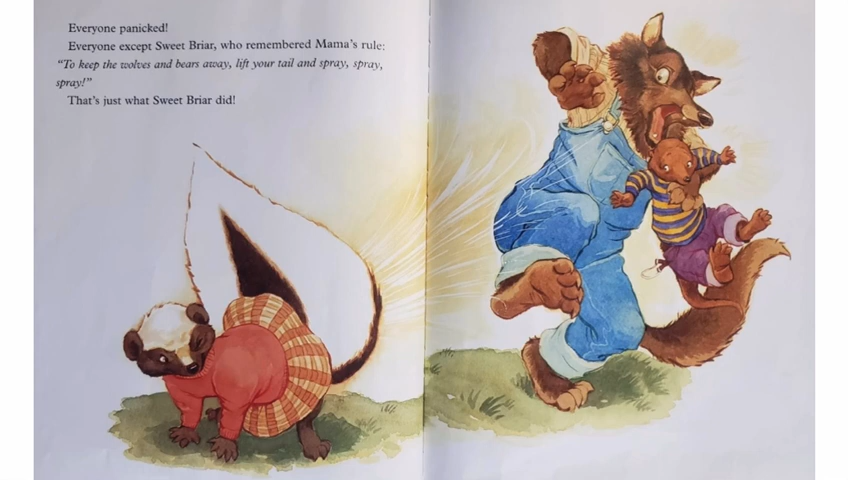 Everyone panicked!
Everyone except Sweet Briar, who remembered Mama's rule:
"To keep the wolves and bears away, lift your tail and spray, spray,
spray!"
That's just what Sweet Briar did!